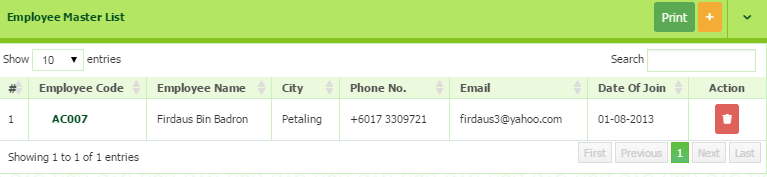 Employee Master List Print +
Show 10 entries Search
# Employee Code Employee Name City Phone No. Email Date Of Join Action
1 AC007 Firdaus Bin Badron Petaling +6017 3309721 firdaus3@yahoo.com 01-08-2013
Showing 1 to 1 of 1 entries First Previous 1 Next Last